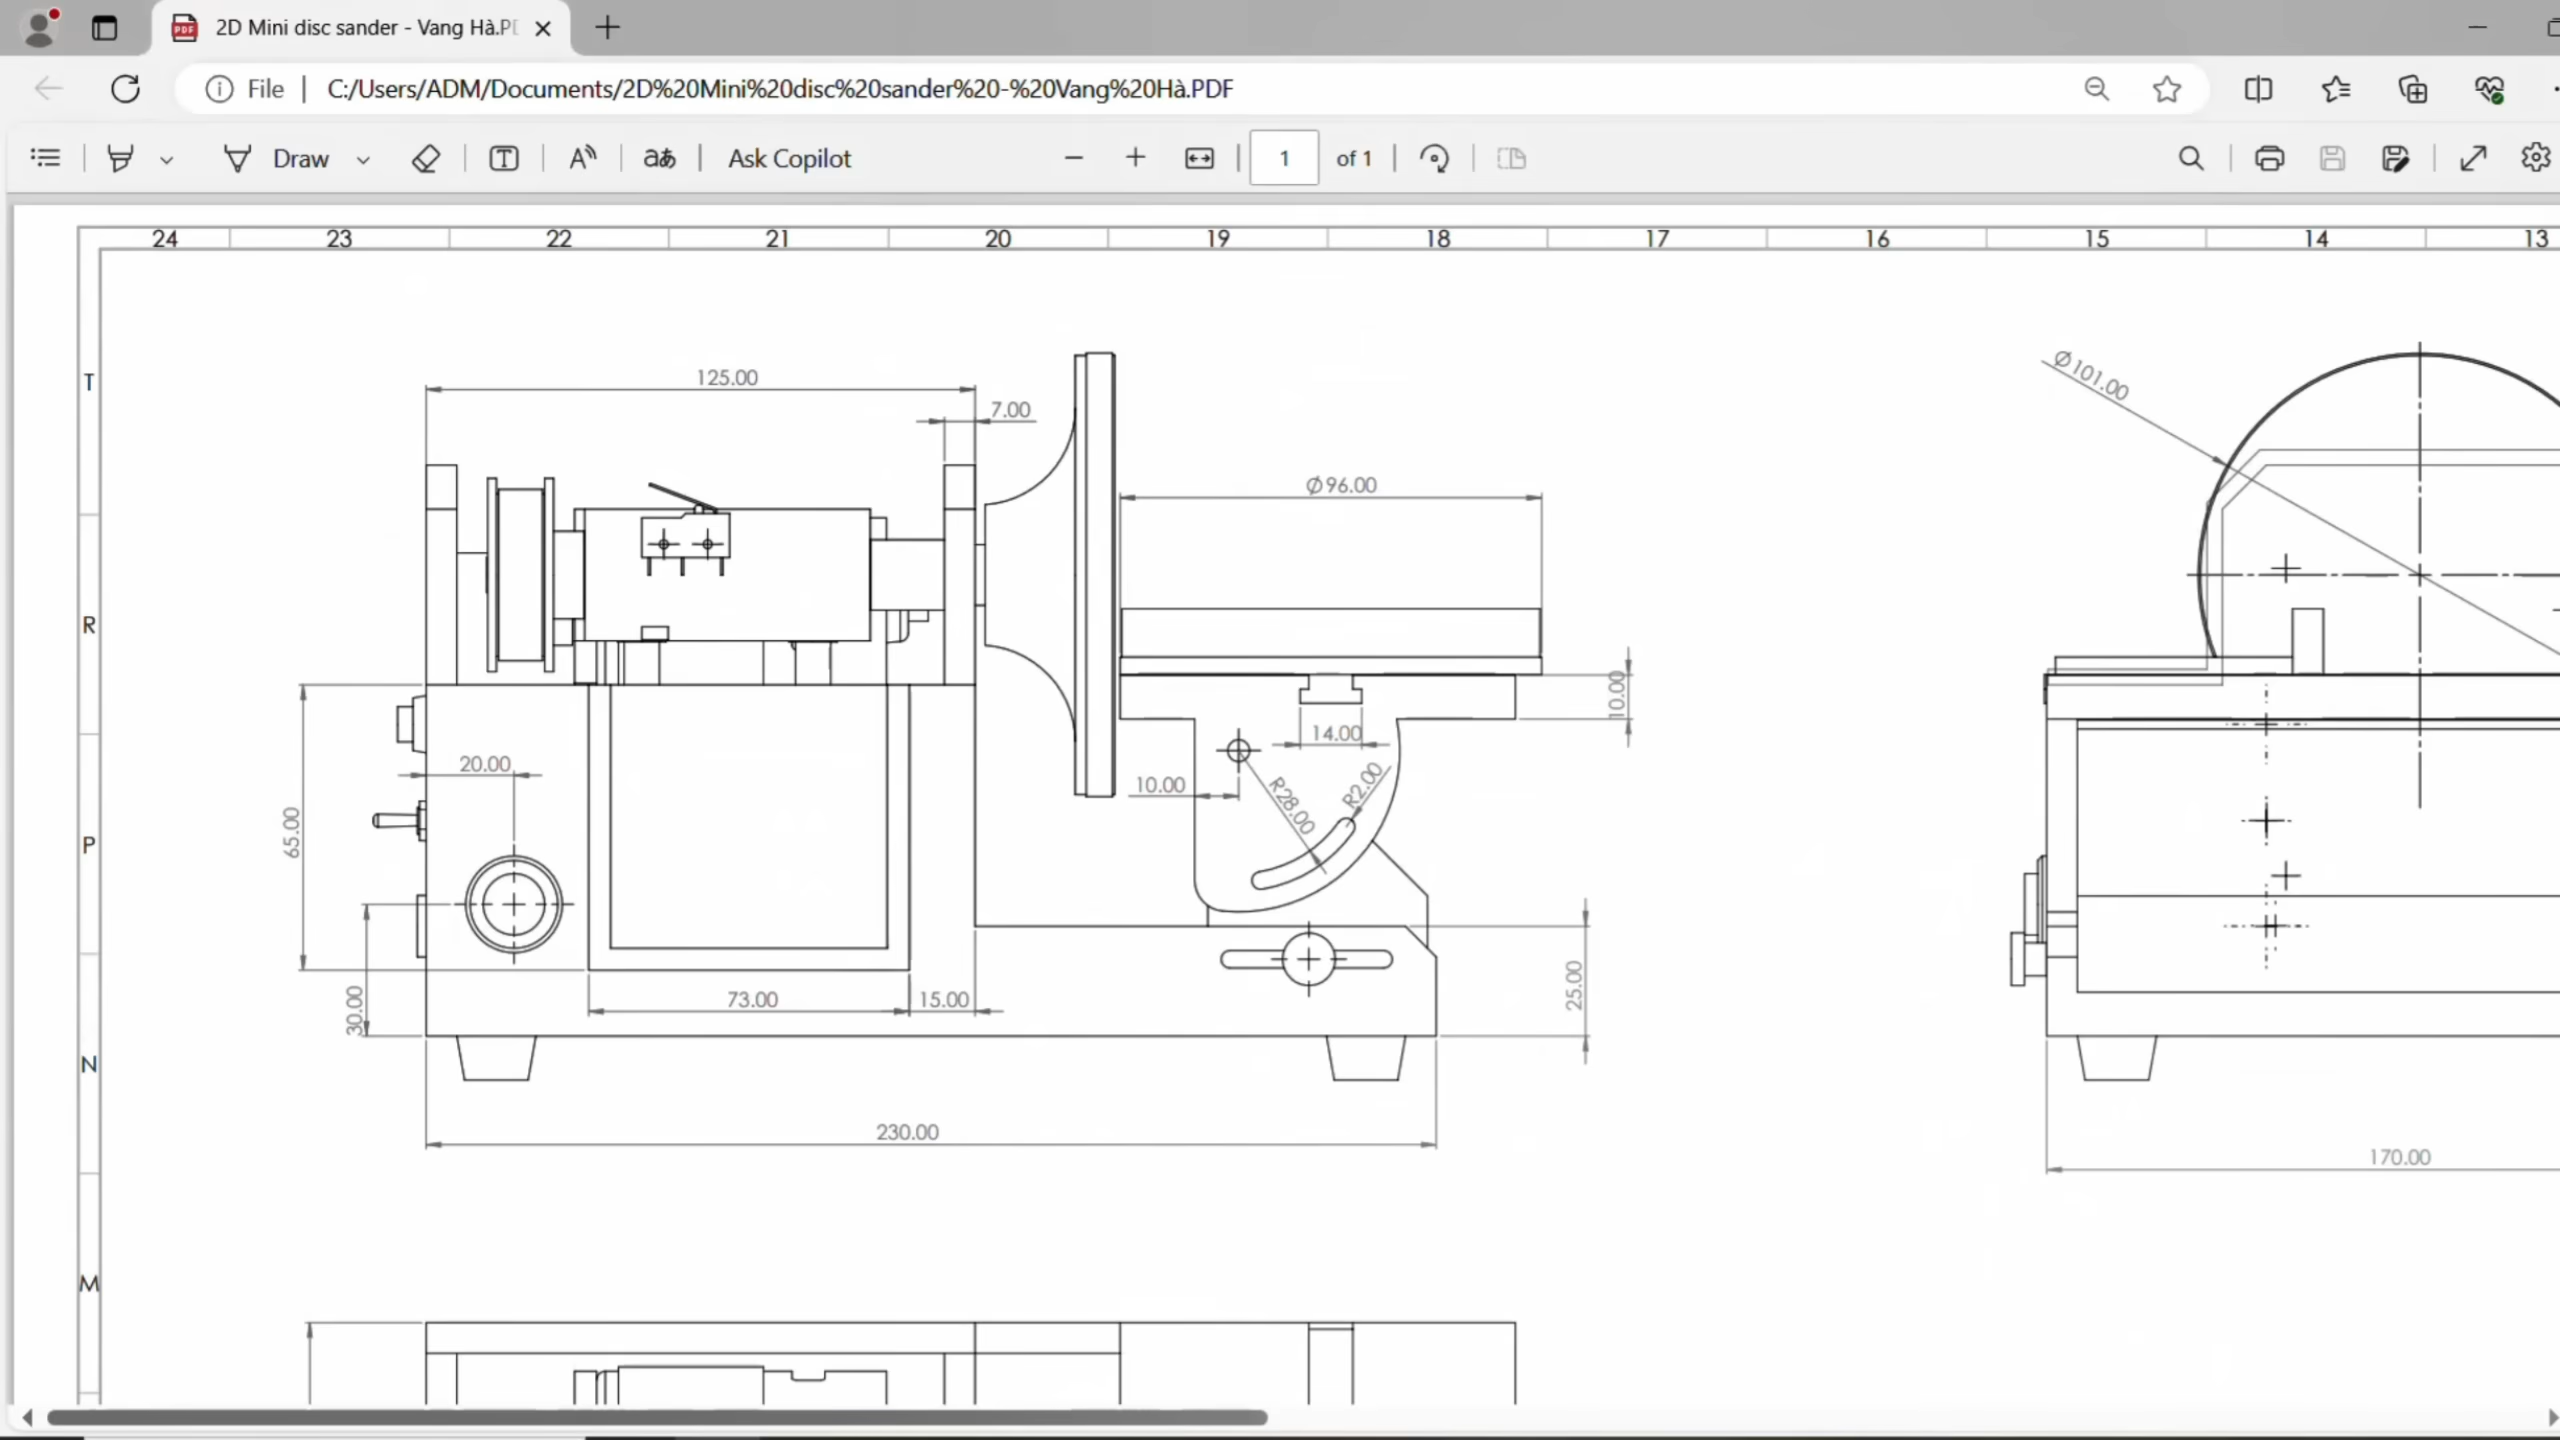 2D Mini disc sander - Vang Hà.PD
File
C:/Users/ADM/Documents/2D%20Mini%20disc%20sander%20-%20Vang%20Hà.PDF
Draw
Ask Copilot
1
of 1
24 23 22 21 20 19 18 17 16 15 14 13
T
R
P
N
M
125.00
7.00
Ø96.00
Ø101.00
10.00
14.00
20.00
10.00
R28.00
R2.00
65.00
30.00
73.00
15.00
25.00
230.00
170.00